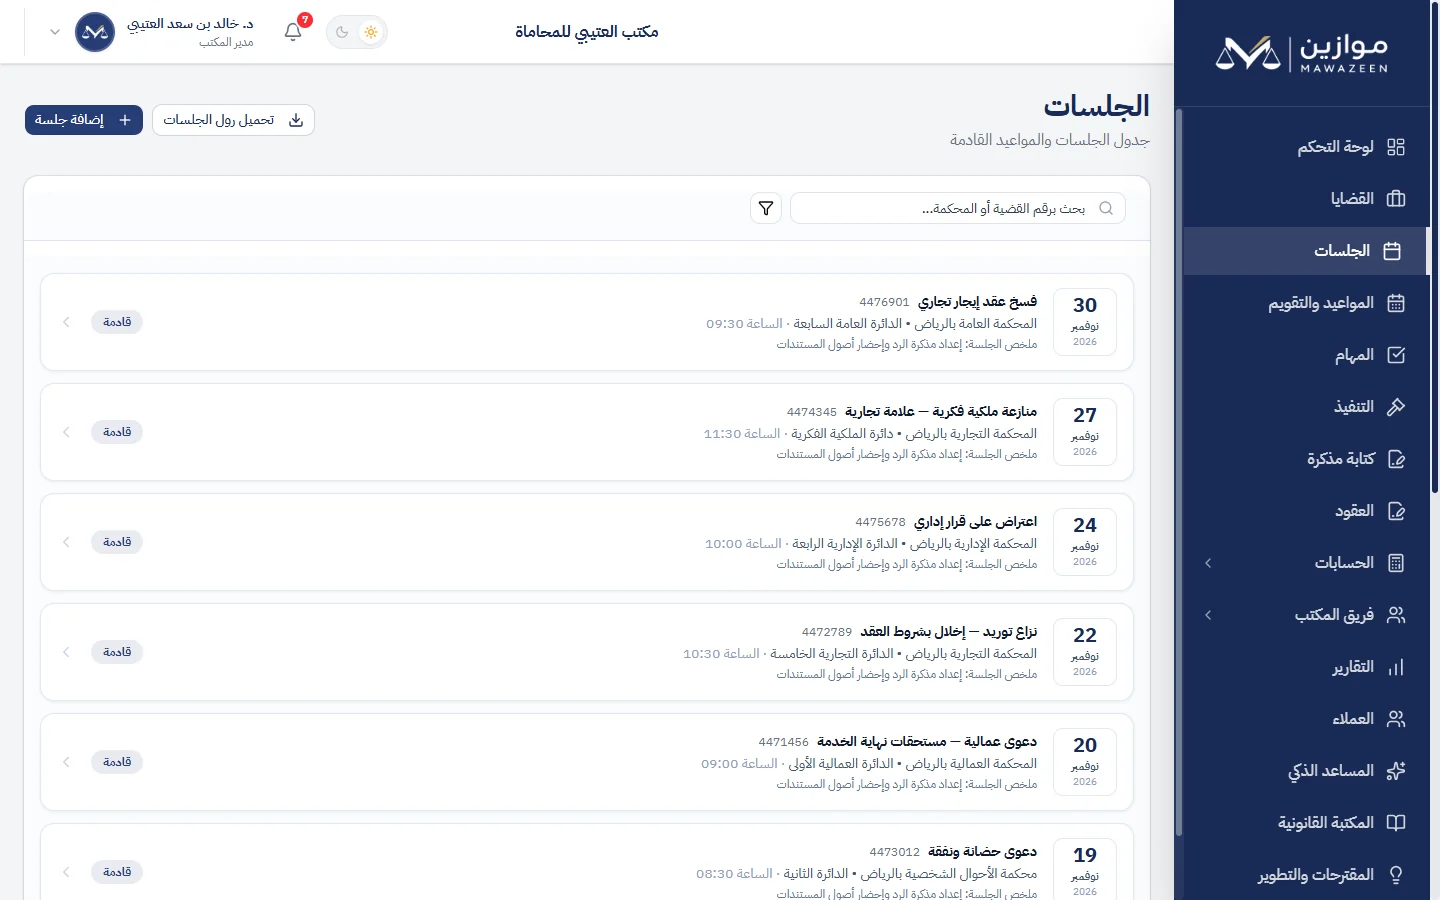 موازين
MAWAZEEN
لوحة التحكم
القضايا
الجلسات
المواعيد والتقويم
المهام
التنفيذ
كتابة مذكرة
العقود
الحسابات
فريق المكتب
التقارير
العملاء
المساعد الذكي
المكتبة القانونية
المقترحات والتطوير
مكتب العتيبي للمحاماة
7
د. خالد بن سعد العتيبي
مدير المكتب
الجلسات
جدول الجلسات والمواعيد القادمة
تحميل رول الجلسات
إضافة جلسة
بحث برقم القضية أو المحكمة...
30
نوفمبر
2026
فسخ عقد إيجار تجاري 4476901
المحكمة العامة بالرياض • الدائرة العامة السابعة · الساعة 09:30
ملخص الجلسة: إعداد مذكرة الرد وإحضار أصول المستندات
قادمة
27
نوفمبر
2026
منازعة ملكية فكرية — علامة تجارية 4474345
المحكمة التجارية بالرياض • دائرة الملكية الفكرية · الساعة 11:30
ملخص الجلسة: إعداد مذكرة الرد وإحضار أصول المستندات
قادمة
24
نوفمبر
2026
اعتراض على قرار إداري 4475678
المحكمة الإدارية بالرياض • الدائرة الإدارية الرابعة · الساعة 10:00
ملخص الجلسة: إعداد مذكرة الرد وإحضار أصول المستندات
قادمة
22
نوفمبر
2026
نزاع توريد — إخلال بشروط العقد 4472789
المحكمة التجارية بالرياض • الدائرة التجارية الخامسة · الساعة 10:30
ملخص الجلسة: إعداد مذكرة الرد وإحضار أصول المستندات
قادمة
20
نوفمبر
2026
دعوى عمالية — مستحقات نهاية الخدمة 4471456
المحكمة العمالية بالرياض • الدائرة العمالية الأولى · الساعة 09:00
ملخص الجلسة: إعداد مذكرة الرد وإحضار أصول المستندات
قادمة
19
نوفمبر
2026
دعوى حضانة ونفقة 4473012
محكمة الأحوال الشخصية بالرياض • الدائرة الثانية · الساعة 08:30
ملخص الجلسة: إعداد مذكرة الرد وإحضار أصول المستندات
قادمة